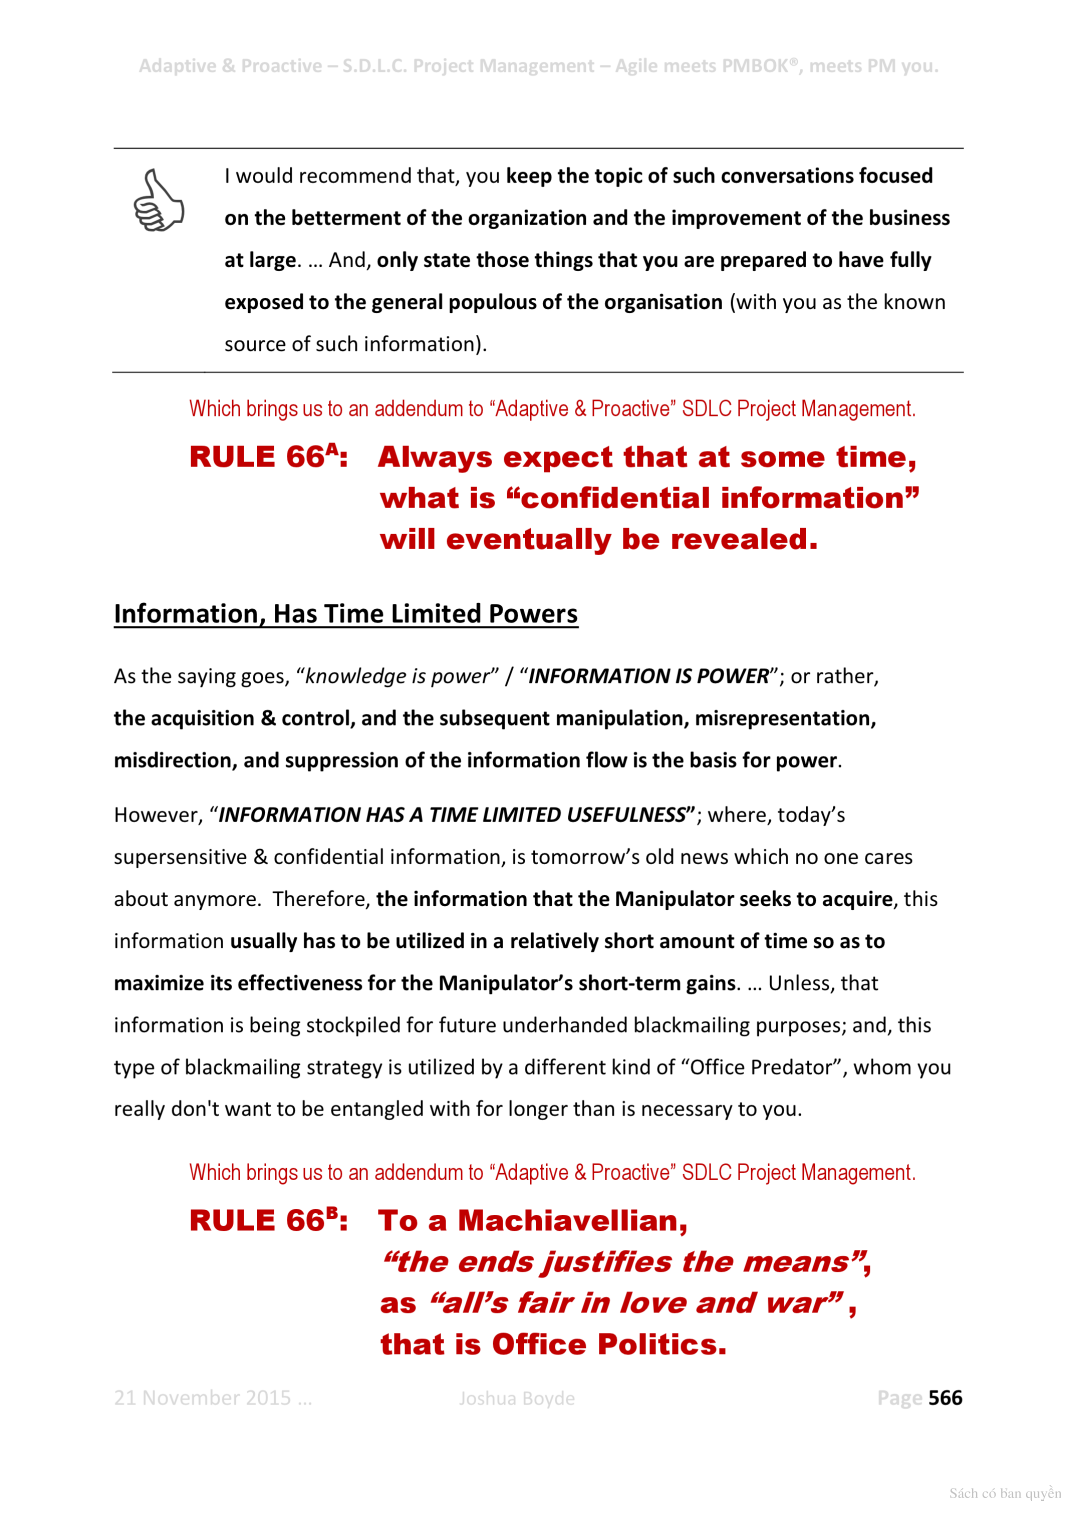 Adaptive & Proactive – S.D.L.C. Project Management – Agile meets PMBOK®, meets PM you.
I would recommend that, you keep the topic of such conversations focused
on the betterment of the organization and the improvement of the business
at large. … And, only state those things that you are prepared to have fully
exposed to the general populous of the organisation (with you as the known
source of such information).
Which brings us to an addendum to “Adaptive & Proactive” SDLC Project Management.
RULE 66A: Always expect that at some time,
what is “confidential information”
will eventually be revealed.
Information, Has Time Limited Powers
As the saying goes, “knowledge is power” / “INFORMATION IS POWER”; or rather,
the acquisition & control, and the subsequent manipulation, misrepresentation,
misdirection, and suppression of the information flow is the basis for power.
However, “INFORMATION HAS A TIME LIMITED USEFULNESS”; where, today’s
supersensitive & confidential information, is tomorrow’s old news which no one cares
about anymore.  Therefore, the information that the Manipulator seeks to acquire, this
information usually has to be utilized in a relatively short amount of time so as to
maximize its effectiveness for the Manipulator’s short-term gains. … Unless, that
information is being stockpiled for future underhanded blackmailing purposes; and, this
type of blackmailing strategy is utilized by a different kind of “Office Predator”, whom you
really don't want to be entangled with for longer than is necessary to you.
Which brings us to an addendum to “Adaptive & Proactive” SDLC Project Management.
RULE 66B: To a Machiavellian,
“the ends justifies the means”,
as “all’s fair in love and war” ,
that is Office Politics.
21 November 2015 … Joshua Boyde Page 566
Sách có bản quyền